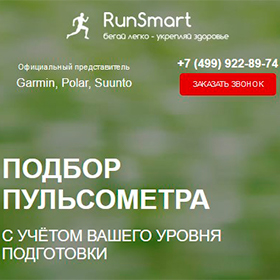 RunSmart
бегай легко - укрепляй здоровье
Официальный представитель
Garmin, Polar, Suunto
+7 (499) 922-89-74
ЗАКАЗАТЬ ЗВОНОК
ПОДБОР
ПУЛЬСОМЕТРА
С УЧЁТОМ ВАШЕГО УРОВНЯ
ПОДГОТОВКИ